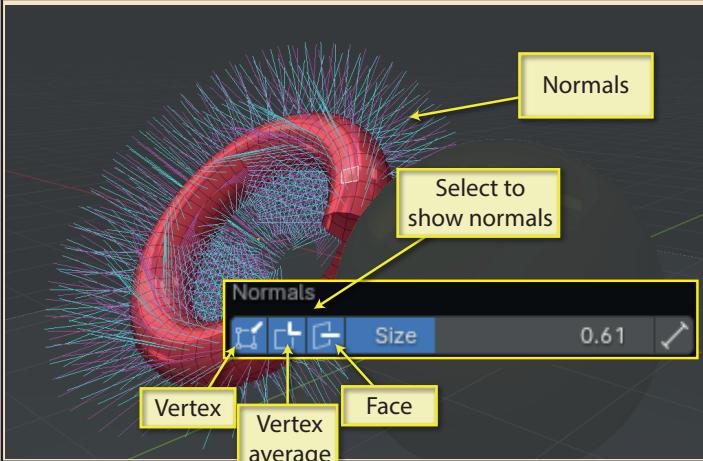 Normals
Select to
show normals
Normals
Size 0.61
Vertex
Vertex
average
Face